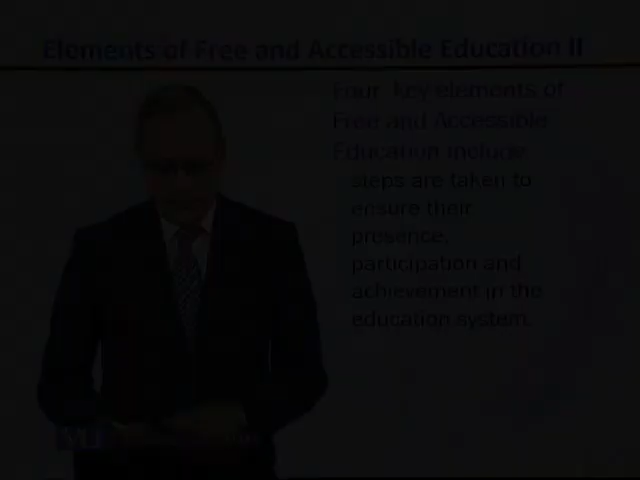 Elements of Free and Accessible Education II
Four key elements of
Free and Accessible
Education include
steps are taken to
ensure their
presence,
participation and
achievement in the
education system.
VU